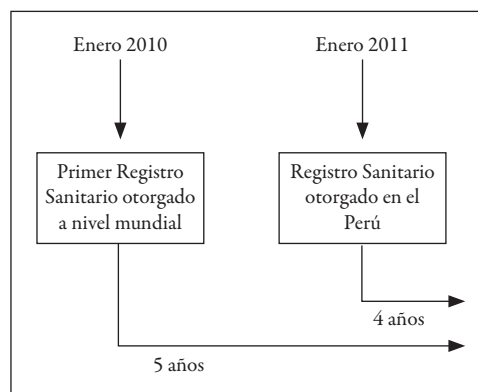 Enero 2010
Enero 2011
Primer Registro
Sanitario otorgado
a nivel mundial
Registro Sanitario
otorgado en el
Perú
4 años
5 años